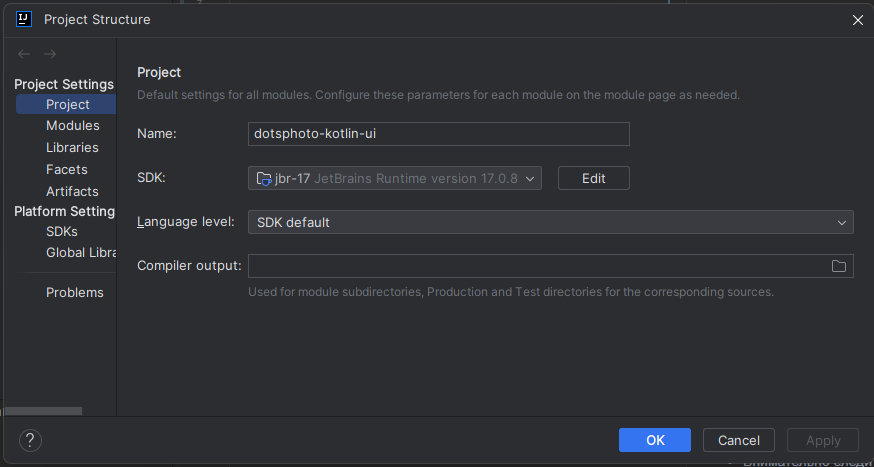 Project Structure
Project Settings
Project
Modules
Libraries
Facets
Artifacts
Platform Setting
SDKs
Global Libra
Problems
Project
Default settings for all modules. Configure these parameters for each module on the module page as needed.
Name: dotsphoto-kotlin-ui
SDK: jbr-17 JetBrains Runtime version 17.0.8 Edit
Language level: SDK default
Compiler output:
Used for module subdirectories, Production and Test directories for the corresponding sources.
? OK Cancel Apply